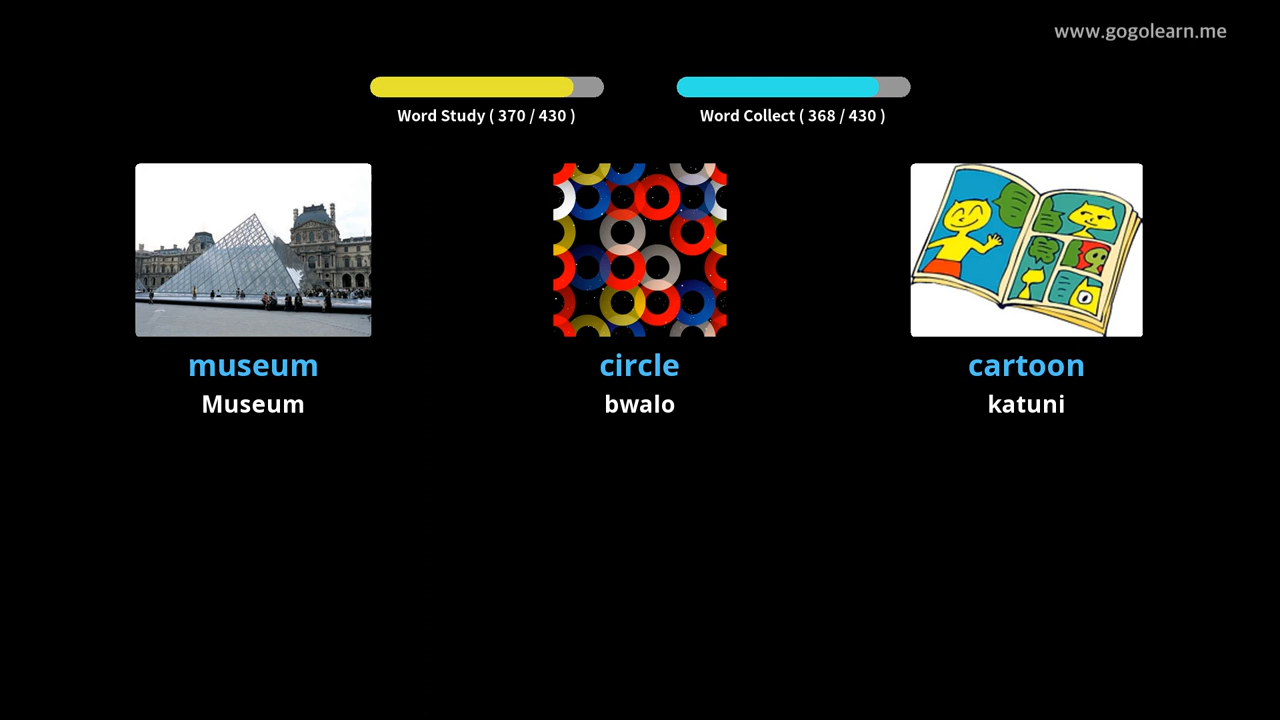 www.gogolearn.me
Word Study ( 370 / 430 )
Word Collect ( 368 / 430 )
museum
circle
cartoon
Museum
bwalo
katuni